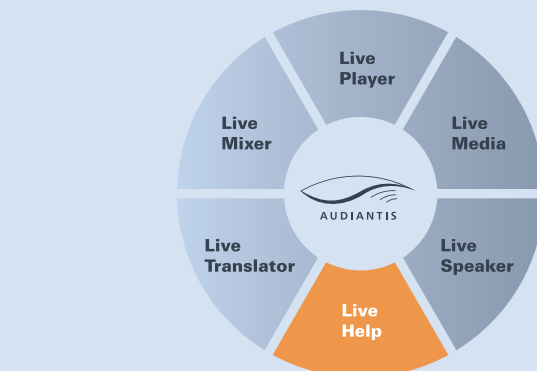 Live
Player
Live
Mixer
Live
Media
AUDIANTIS
Live
Translator
Live
Speaker
Live
Help